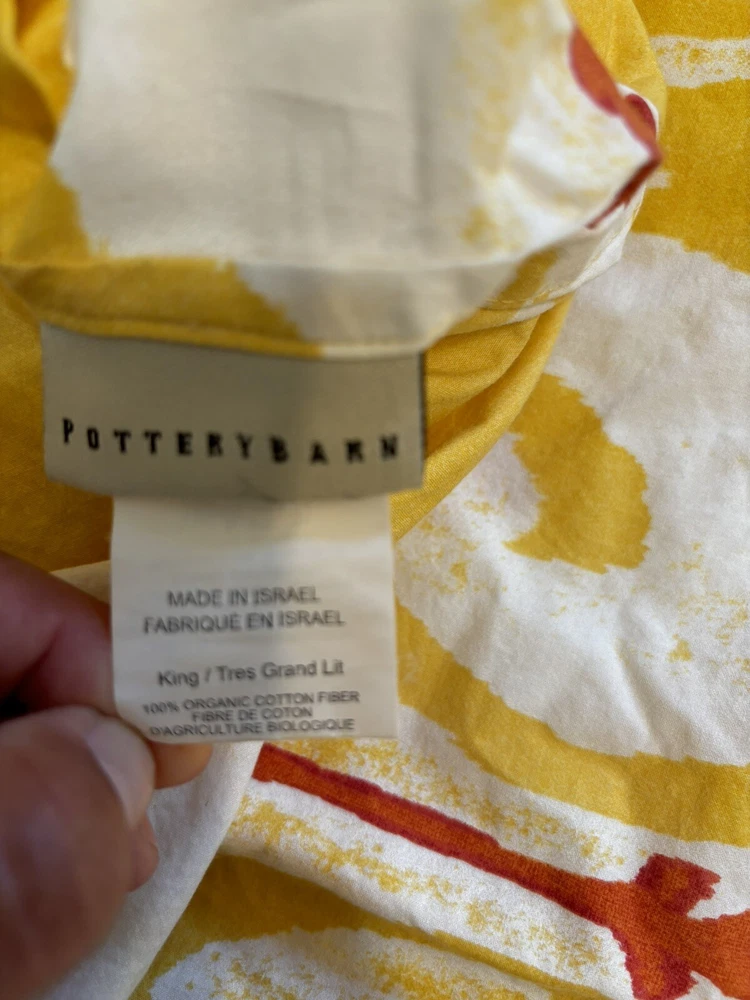 POTTERYBARN
MADE IN ISRAEL
FABRIQUÉ EN ISRAEL
King / Tres Grand Lit
100% ORGANIC COTTON FIBER
FIBRE DE COTON
D'AGRICULTURE BIOLOGIQUE